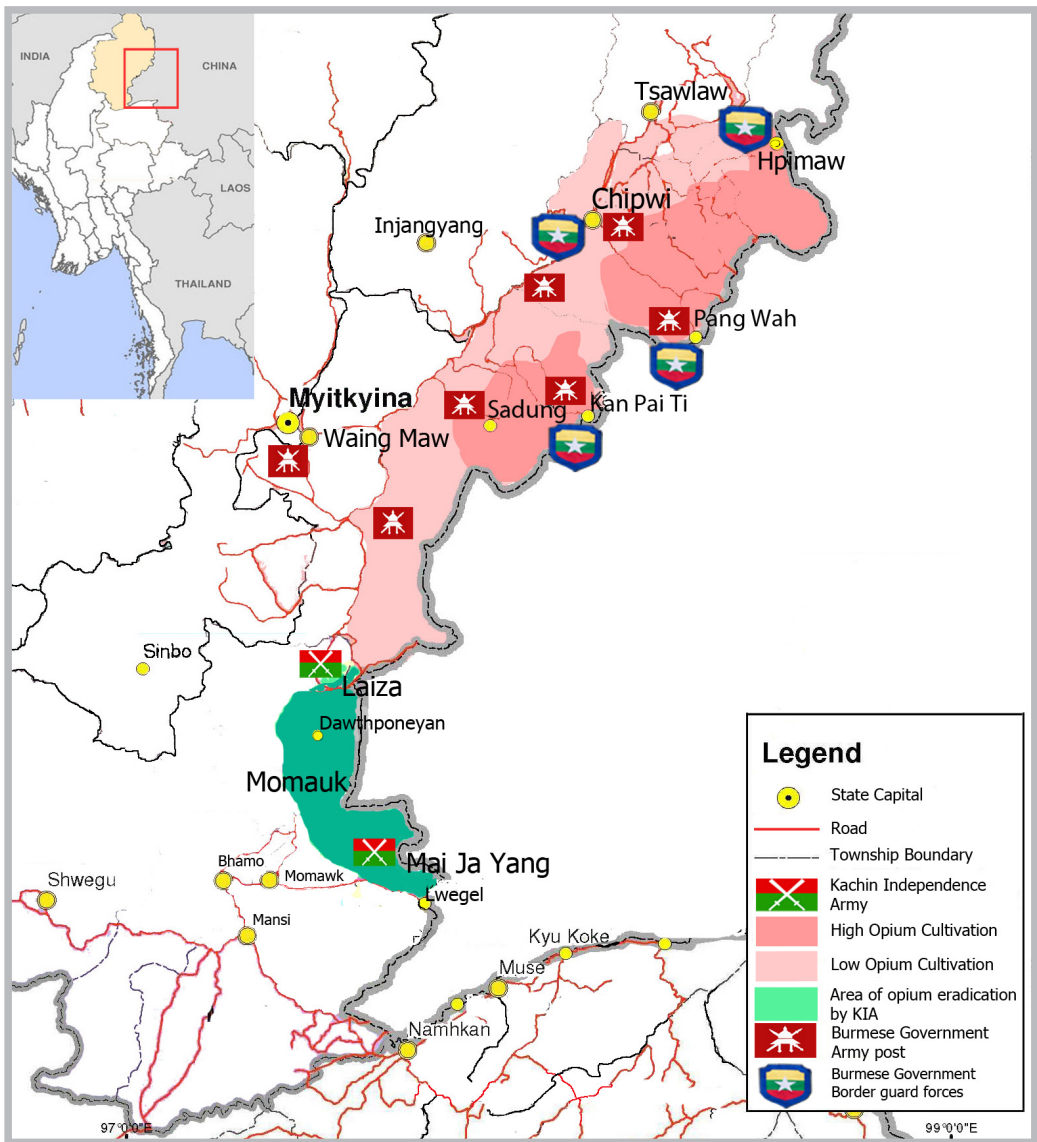 INDIA
CHINA
LAOS
THAILAND
Tsawlaw
Hpimaw
Chipwi
Injangyang
Pang Wah
Myitkyina
Sadung
Kan Pai Ti
Waing Maw
Sinbo
Laiza
Dawthponeyan
Momauk
Mai Ja Yang
Bhamo
Momawk
Shwegu
Lwegel
Mansi
Kyu Koke
Muse
Namhkan
Legend
State Capital
Road
Township Boundary
Kachin Independence
Army
High Opium Cultivation
Low Opium Cultivation
Area of opium eradication
by KIA
Burmese Government
Army post
Burmese Government
Border guard forces
97°0'0"E
99°0'0"E